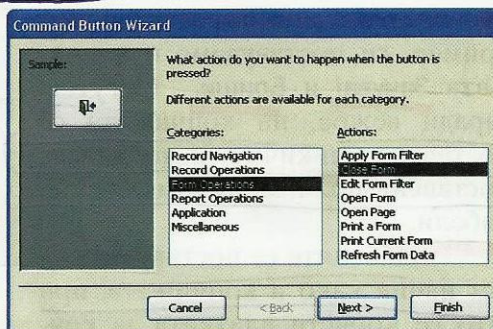 Command Button Wizard
Sample:
What action do you want to happen when the button is
pressed?
Different actions are available for each category.
Categories:
Actions:
Record Navigation
Record Operations
Form Operations
Report Operations
Application
Miscellaneous
Apply Form Filter
Close Form
Edit Form Filter
Open Form
Open Page
Print a Form
Print Current Form
Refresh Form Data
Cancel
< Back
Next >
Finish